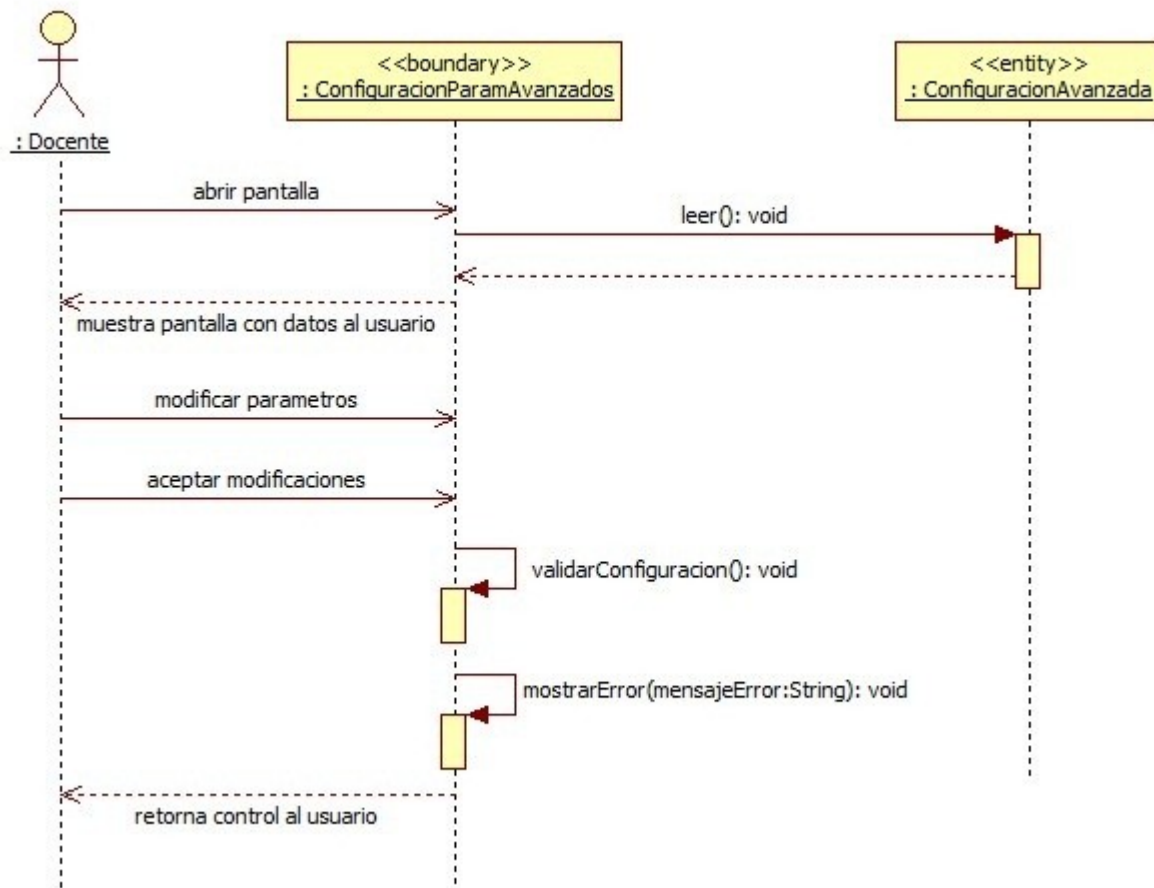 <<boundary>>
: ConfiguracionParamAvanzados
<<entity>>
: ConfiguracionAvanzada
: Docente
abrir pantalla
leer(): void
muestra pantalla con datos al usuario
modificar parametros
aceptar modificaciones
validarConfiguracion(): void
mostrarError(mensajeError:String): void
retorna control al usuario